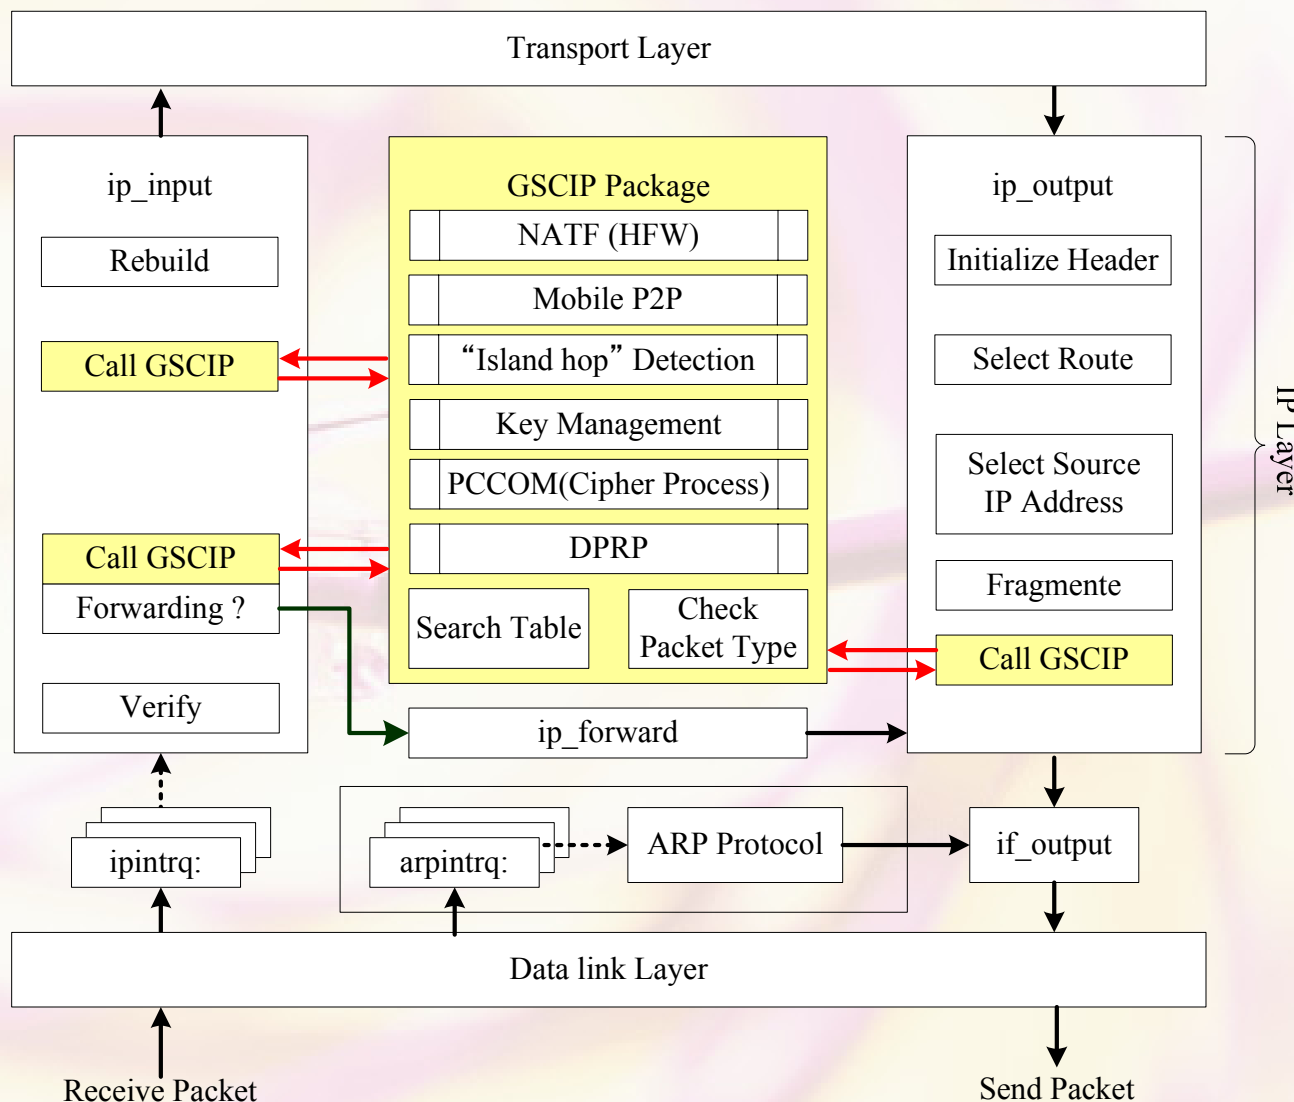 Transport Layer
ip_input
Rebuild
Call GSCIP
Call GSCIP
Forwarding ?
Verify
GSCIP Package
NATF (HFW)
Mobile P2P
“Island hop” Detection
Key Management
PCCOM(Cipher Process)
DPRP
Search Table
Check
Packet Type
ip_forward
ip_output
Initialize Header
Select Route
Select Source
IP Address
Fragmente
Call GSCIP
IP Layer
ipintrq:
arpintrq:
ARP Protocol
if_output
Data link Layer
Receive Packet
Send Packet